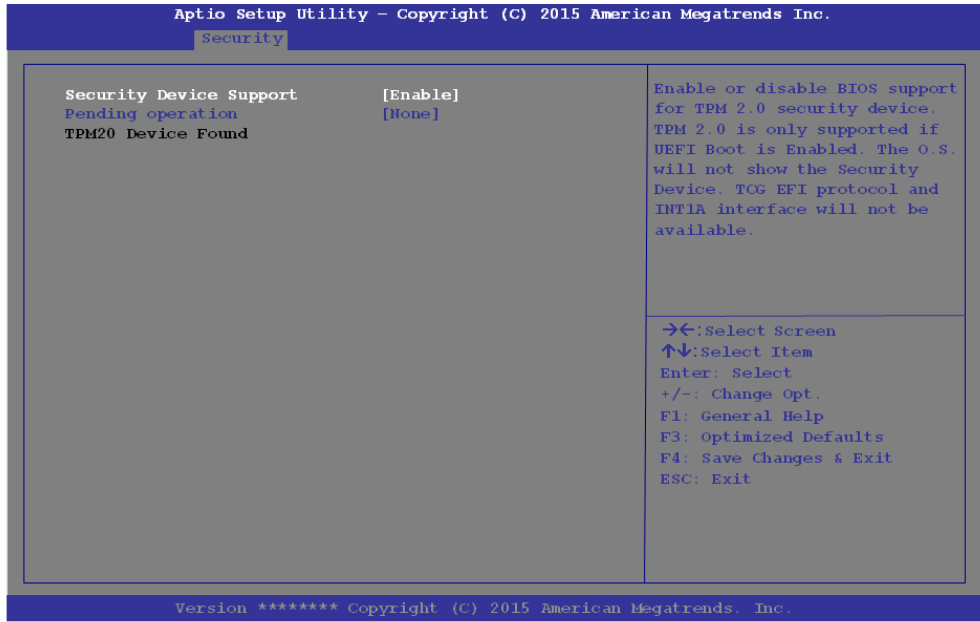 Aptio Setup Utility – Copyright (C) 2015 American Megatrends Inc.
Security
Security Device Support [Enable]
Pending operation [None]
TPM20 Device Found
Enable or disable BIOS support
for TPM 2.0 security device.
TPM 2.0 is only supported if
UEFI Boot is Enabled. The O.S.
will not show the Security
Device. TCG EFI protocol and
INT1A interface will not be
available.
→←:Select Screen
↑↓:Select Item
Enter: Select
+/-: Change Opt.
F1: General Help
F3: Optimized Defaults
F4: Save Changes & Exit
ESC: Exit
Version ******** Copyright (C) 2015 American Megatrends. Inc.